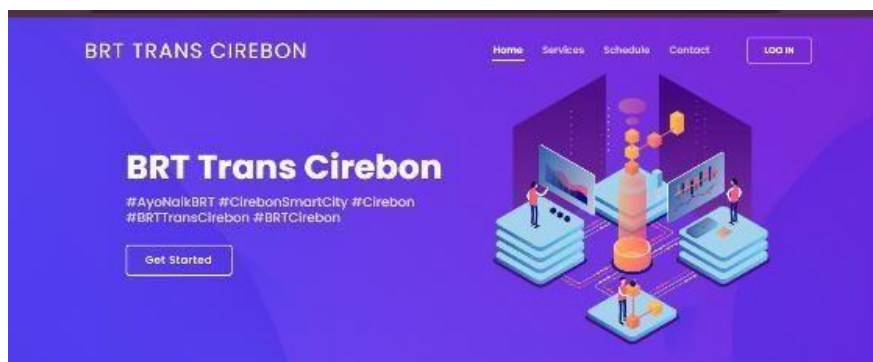 BRT TRANS CIREBON
Home Services Schedule Contact LOG IN
BRT Trans Cirebon
#AyoNaikBRT #CirebonSmartCity #Cirebon
#BRTTransCirebon #BRTCirebon
Get Started